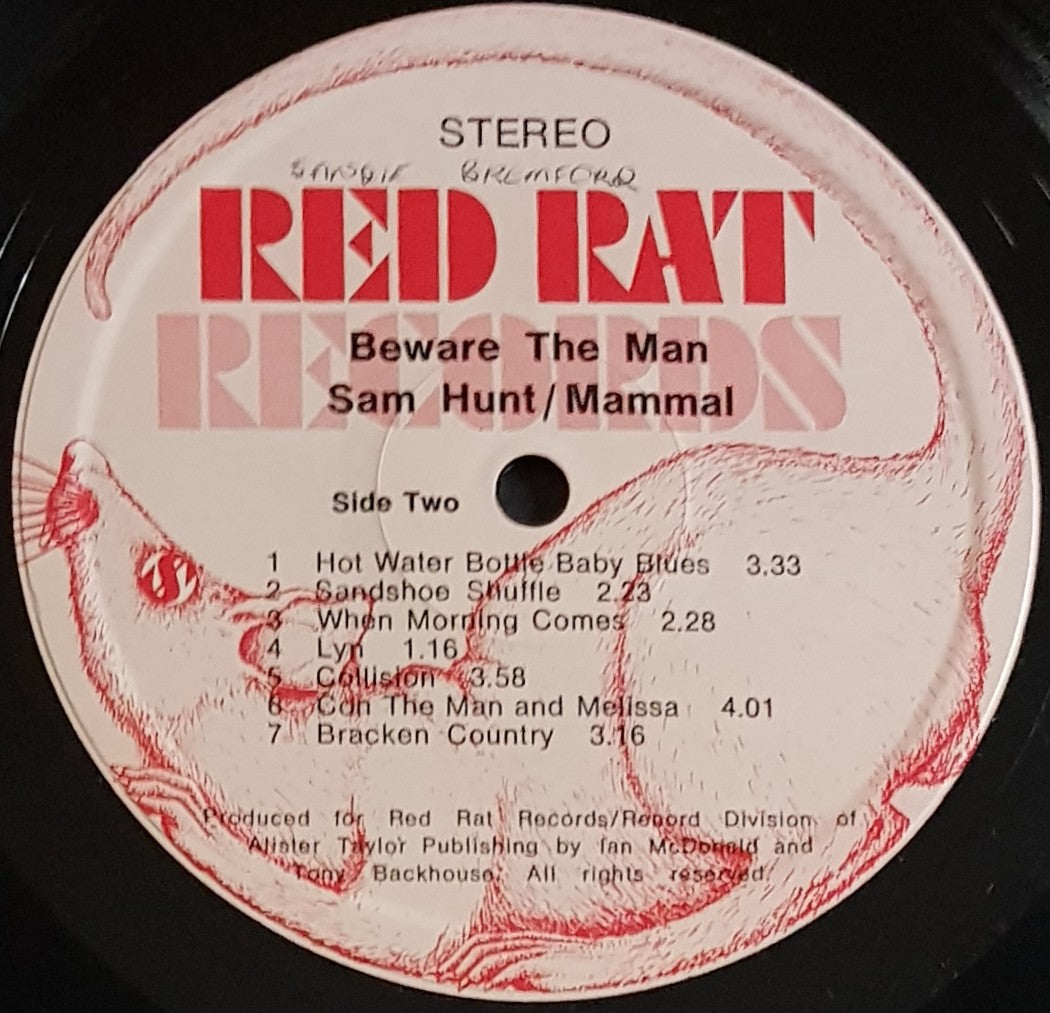 STEREO
BREMFORD
RED RAT
RECORDS
Beware The Man
Sam Hunt/Mammal
Side Two
1 Hot Water Bottle Baby Blues 3.33
2 Sandshoe Shuffle 2.23
3 When Morning Comes 2.28
4 Lyn 1.16
5 Collision 3.58
6 Con The Man and Melissa 4.01
7 Bracken Country 3.16
Produced for Red Rat Records/Record Division of
Alister Taylor Publishing by Ian McDonald and
Tony Backhouse. All rights reserved.